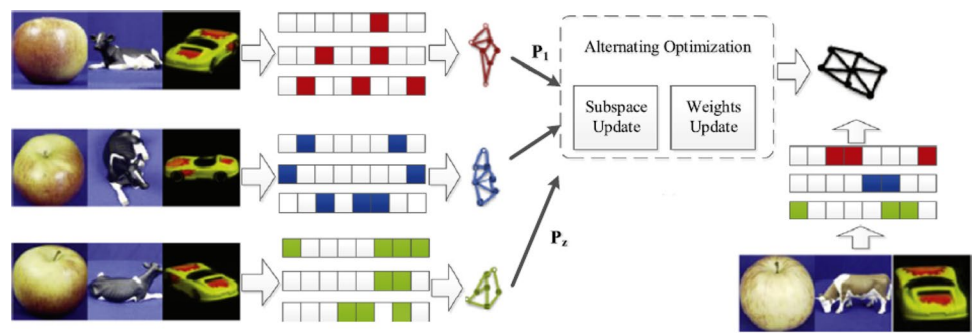 P1
Alternating Optimization
Subspace
Update
Weights
Update
Pz